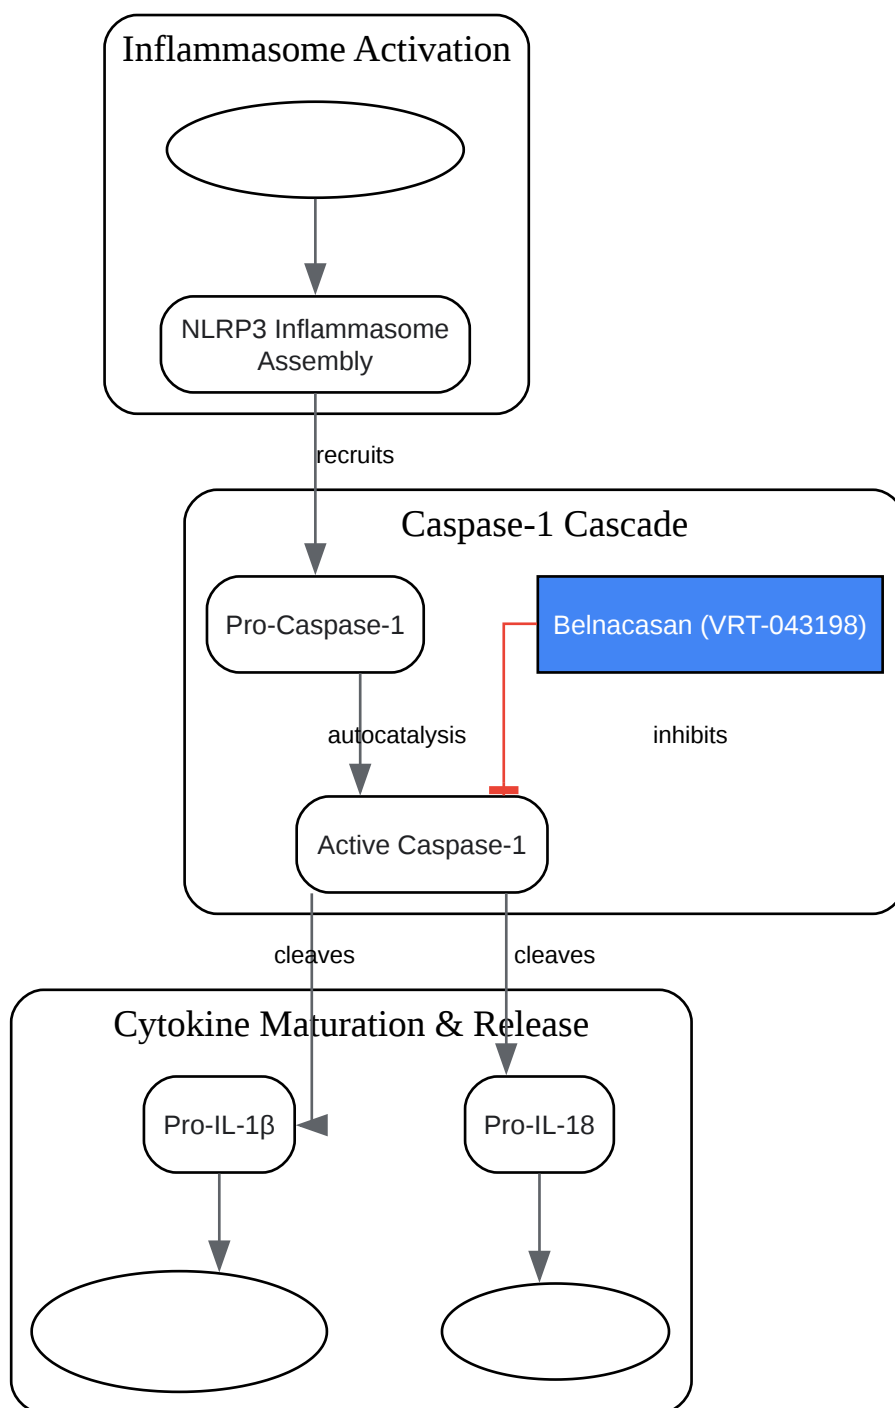 Inflammasome Activation
NLRP3 Inflammasome
Assembly
recruits
Caspase-1 Cascade
Pro-Caspase-1
Belnacasan (VRT-043198)
autocatalysis
inhibits
Active Caspase-1
cleaves
cleaves
Cytokine Maturation & Release
Pro-IL-1β
Pro-IL-18